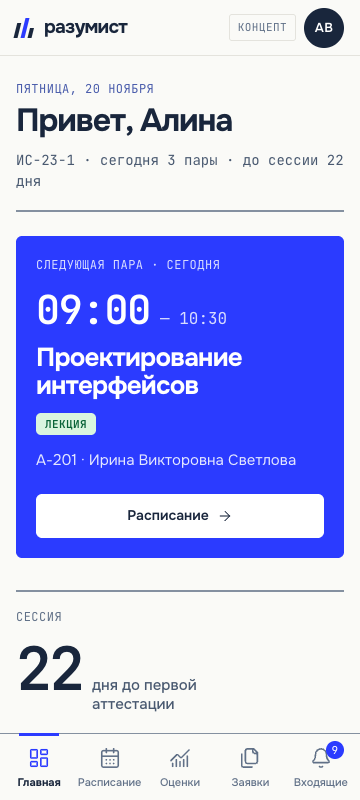 разумист
КОНЦЕПТ
АВ
ПЯТНИЦА, 20 НОЯБРЯ
Привет, Алина
ИС-23-1 · сегодня 3 пары · до сессии 22
дня
СЛЕДУЮЩАЯ ПАРА · СЕГОДНЯ
09:00 — 10:30
Проектирование
интерфейсов
ЛЕКЦИЯ
А-201 · Ирина Викторовна Светлова
Расписание →
СЕССИЯ
22 дня до первой
аттестации
9
Главная
Расписание
Оценки
Заявки
Входящие